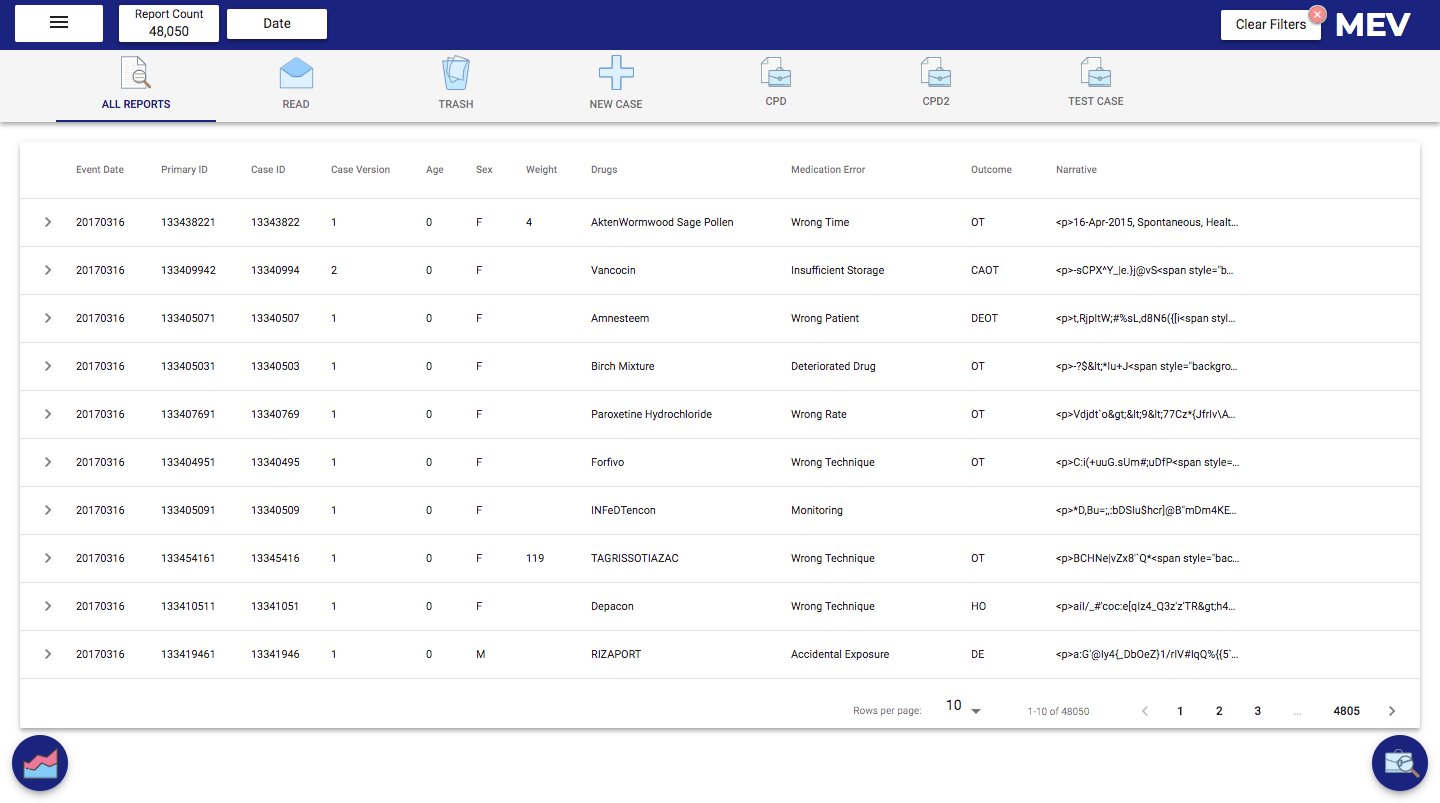 Report Count
48,050
Date
Clear Filters
MEV
ALL REPORTS READ TRASH NEW CASE CPD CPD2 TEST CASE
Event Date Primary ID Case ID Case Version Age Sex Weight Drugs Medication Error Outcome Narrative
20170316 133438221 13343822 1 0 F 4 AktenWormwood Sage Pollen Wrong Time OT <p>16-Apr-2015, Spontaneous, Healt...
20170316 133409942 13340994 2 0 F Vancocin Insufficient Storage CAOT <p>-sCPX^Y_|e.}j@vS<span style="b...
20170316 133405071 13340507 1 0 F Amnesteem Wrong Patient DEOT <p>t,RjpItW;#%sL,d8N6({[i<span styl...
20170316 133405031 13340503 1 0 F Birch Mixture Deteriorated Drug OT <p>-?$&lt;*Iu+J<span style="backgro...
20170316 133407691 13340769 1 0 F Paroxetine Hydrochloride Wrong Rate OT <p>Vdjdt`o&gt;&lt;9&lt;77Cz*{JfrIv\A...
20170316 133404951 13340495 1 0 F Forfivo Wrong Technique OT <p>C:i(+uuG.sUm#;uDfP<span style=...
20170316 133405091 13340509 1 0 F INFeDTencon Monitoring <p>*D,Bu=;,:bDSIu$hcr]@B"mDm4KE...
20170316 133454161 13345416 1 0 F 119 TAGRISSOTIAZAC Wrong Technique OT <p>BCHNe|vZx8'`Q*<span style="bac...
20170316 133410511 13341051 1 0 F Depacon Wrong Technique HO <p>aiI/_#'coc:e[qIz4_Q3z'z'TR&gt;h4...
20170316 133419461 13341946 1 0 M RIZAPORT Accidental Exposure DE <p>a:G'@Iy4{_DbOeZ}1/rIV#IqQ%{{5`...
Rows per page: 10 1-10 of 48050 1 2 3 ... 4805